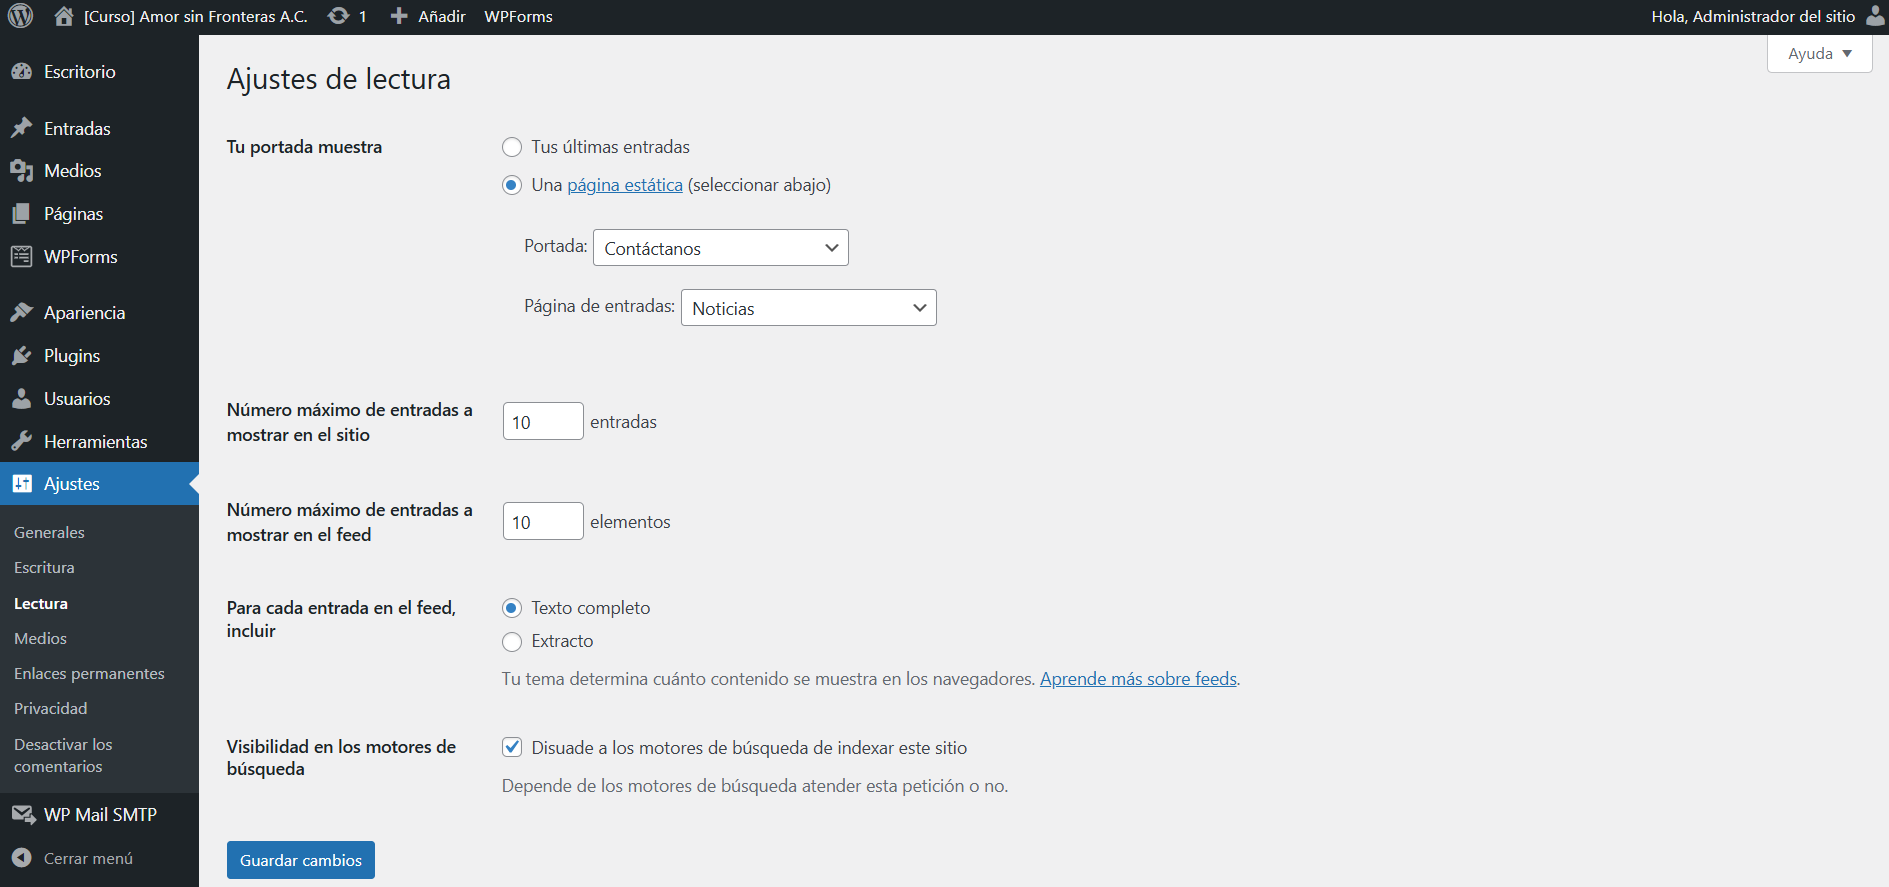 [Curso] Amor sin Fronteras A.C.
1
Añadir
WPForms
Hola, Administrador del sitio
Ayuda
Escritorio
Entradas
Medios
Páginas
WPForms
Apariencia
Plugins
Usuarios
Herramientas
Ajustes
Generales
Escritura
Lectura
Medios
Enlaces permanentes
Privacidad
Desactivar los
comentarios
WP Mail SMTP
Cerrar menú
Ajustes de lectura
Tu portada muestra
Tus últimas entradas
Una página estática (seleccionar abajo)
Portada: Contáctanos
Página de entradas: Noticias
Número máximo de entradas a
mostrar en el sitio
10 entradas
Número máximo de entradas a
mostrar en el feed
10 elementos
Para cada entrada en el feed,
incluir
Texto completo
Extracto
Tu tema determina cuánto contenido se muestra en los navegadores. Aprende más sobre feeds.
Visibilidad en los motores de
búsqueda
Disuade a los motores de búsqueda de indexar este sitio
Depende de los motores de búsqueda atender esta petición o no.
Guardar cambios